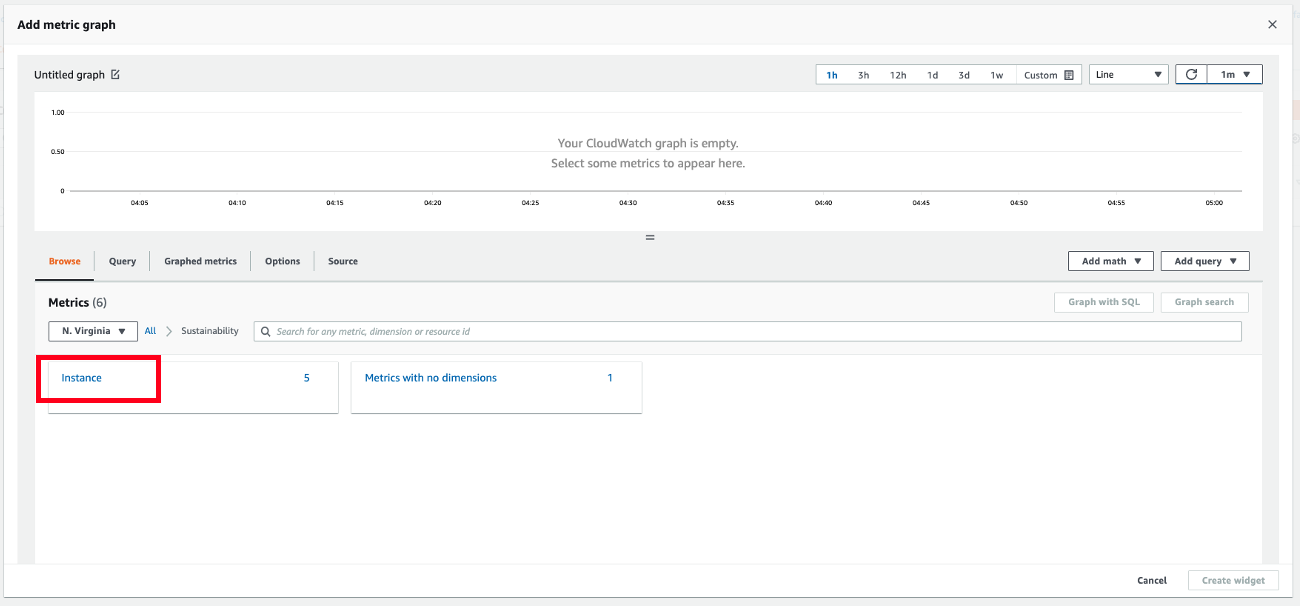 Add metric graph
Untitled graph
1h 3h 12h 1d 3d 1w Custom Line 1m
1.00
0.50
0
Your CloudWatch graph is empty.
Select some metrics to appear here.
04:05 04:10 04:15 04:20 04:25 04:30 04:35 04:40 04:45 04:50 04:55 05:00
Browse Query Graphed metrics Options Source Add math Add query
Metrics (6) Graph with SQL Graph search
N. Virginia All Sustainability Search for any metric, dimension or resource id
Instance 5 Metrics with no dimensions 1
Cancel Create widget